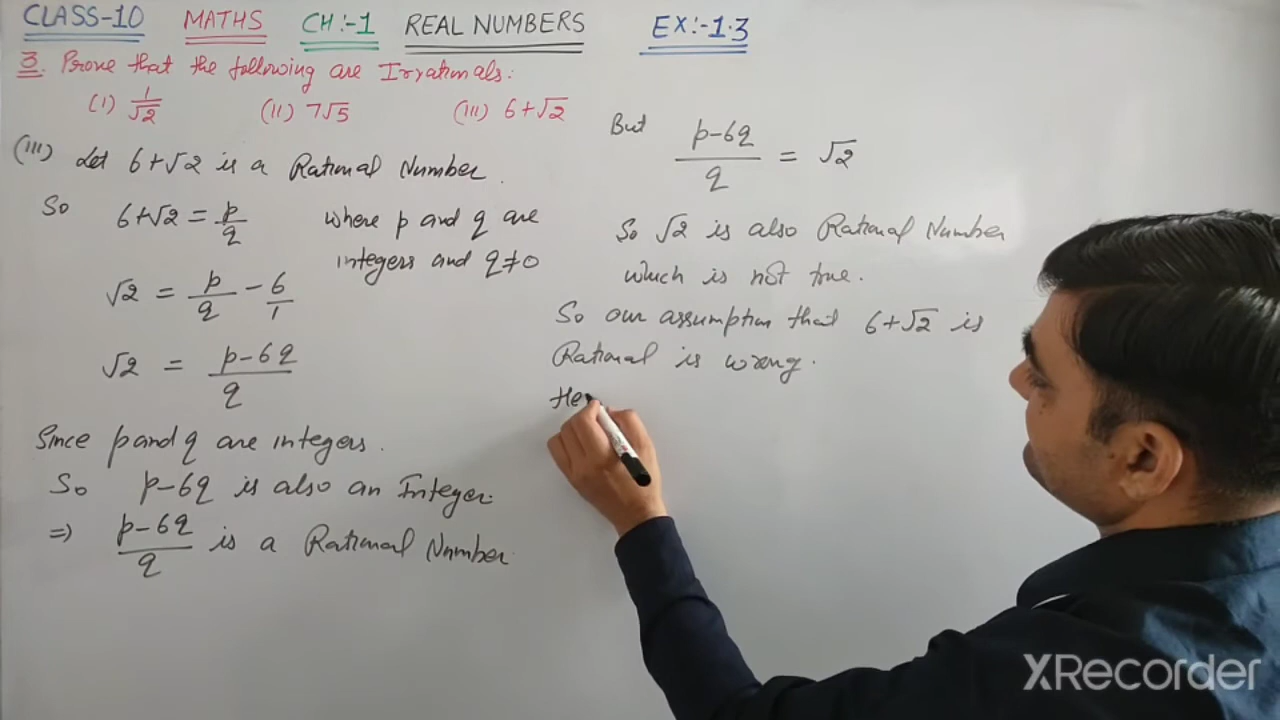 CLASS-10 MATHS CH:-1 REAL NUMBERS EX:-1.3
3. Prove that the following are Irrationals:
(I) 1/√2 (II) 7√5 (III) 6+√2
(III) Let 6+√2 is a Rational Number.
So 6+√2 = p/q where p and q are
integers and q≠0
√2 = p/q - 6/1
√2 = p-6q/q
Since p and q are integers.
So p-6q is also an Integer.
⇒ p-6q/q is a Rational Number.
But p-6q/q = √2
So √2 is also Rational Number
which is not true.
So our assumption that 6+√2 is
Rational is wrong.
He
XRecorder